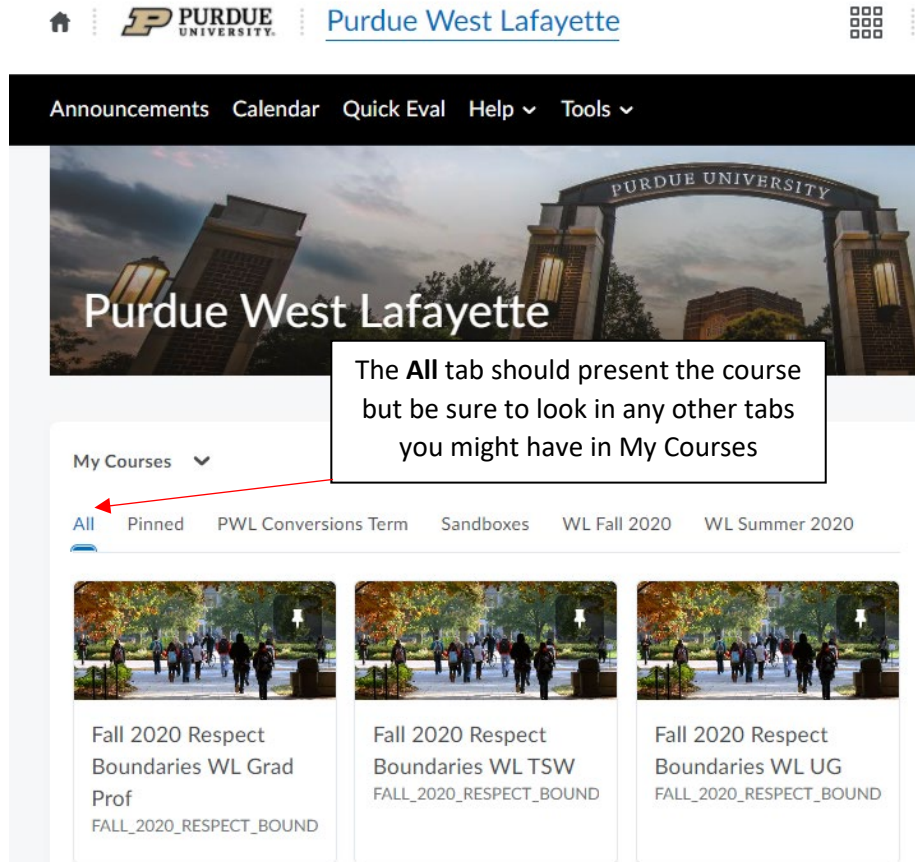 PURDUE UNIVERSITY. Purdue West Lafayette
Announcements Calendar Quick Eval Help Tools
PURDUE UNIVERSITY
Purdue West Lafayette
The All tab should present the course
but be sure to look in any other tabs
you might have in My Courses
My Courses
All Pinned PWL Conversions Term Sandboxes WL Fall 2020 WL Summer 2020
Fall 2020 Respect
Boundaries WL Grad
Prof
FALL_2020_RESPECT_BOUND
Fall 2020 Respect
Boundaries WL TSW
FALL_2020_RESPECT_BOUND
Fall 2020 Respect
Boundaries WL UG
FALL_2020_RESPECT_BOUND